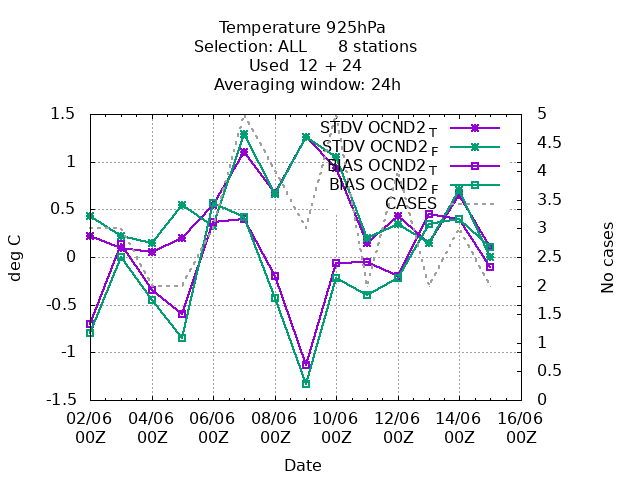 Temperature 925hPa
Selection: ALL      8 stations
Used  12 + 24
Averaging window: 24h
STDV OCND2 T
STDV OCND2 F
BIAS OCND2 T
BIAS OCND2 F
CASES
1.5
1
0.5
0
-0.5
-1
-1.5
deg C
5
4.5
4
3.5
3
2.5
2
1.5
1
0.5
0
No cases
02/06 04/06 06/06 08/06 10/06 12/06 14/06 16/06
00Z 00Z 00Z 00Z 00Z 00Z 00Z 00Z
Date